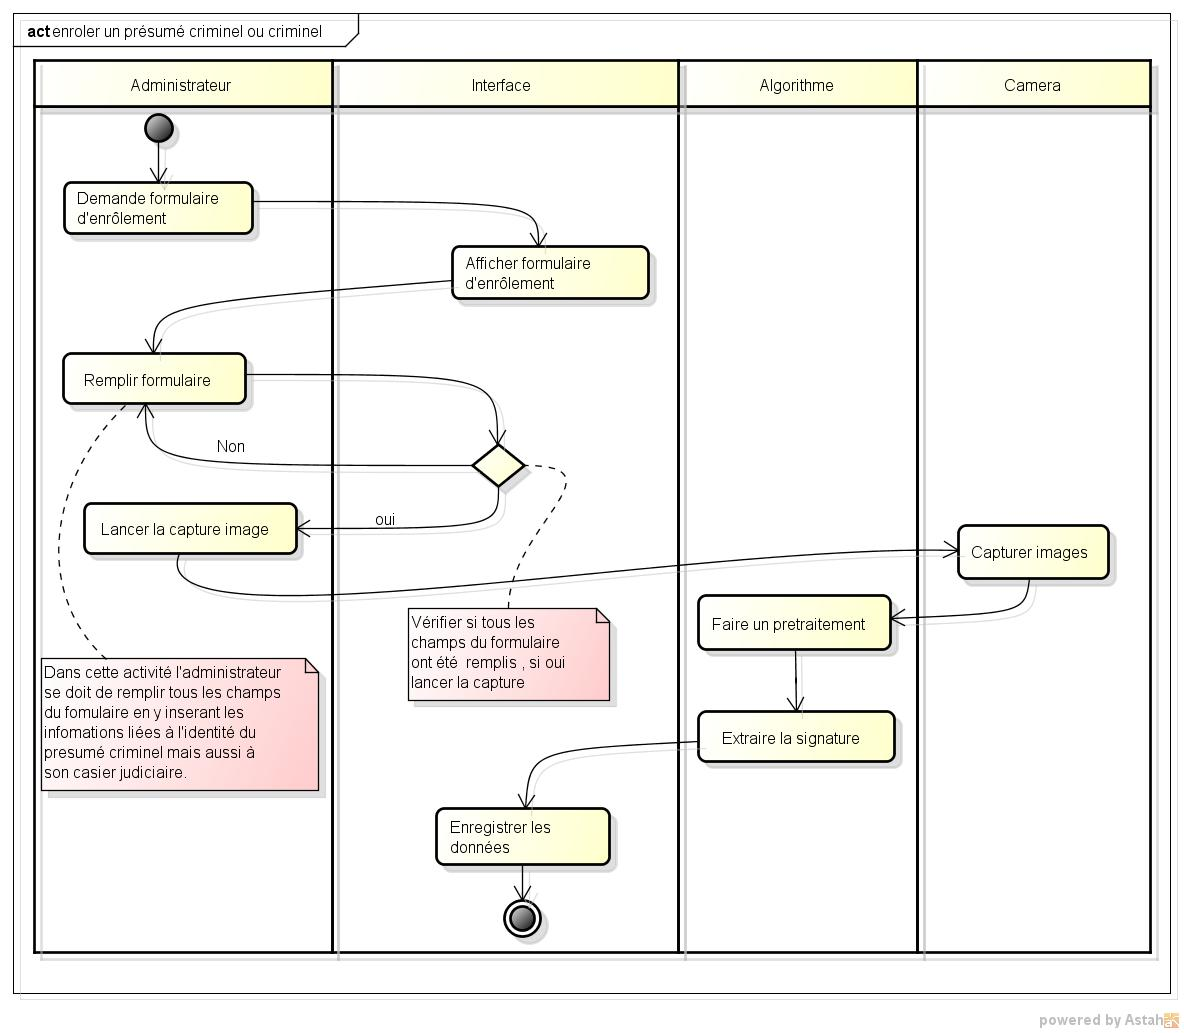 act enroler un présumé criminel ou criminel
Administrateur
Interface
Algorithme
Camera
Demande formulaire
d'enrôlement
Afficher formulaire
d'enrôlement
Remplir formulaire
Non
oui
Lancer la capture image
Capturer images
Vérifier si tous les
champs du formulaire
ont été remplis , si oui
lancer la capture
Faire un pretraitement
Dans cette activité l'administrateur
se doit de remplir tous les champs
du fomulaire en y inserant les
infomations liées à l'identité du
presumé criminel mais aussi à
son casier judiciaire.
Extraire la signature
Enregistrer les
données
powered by Astah